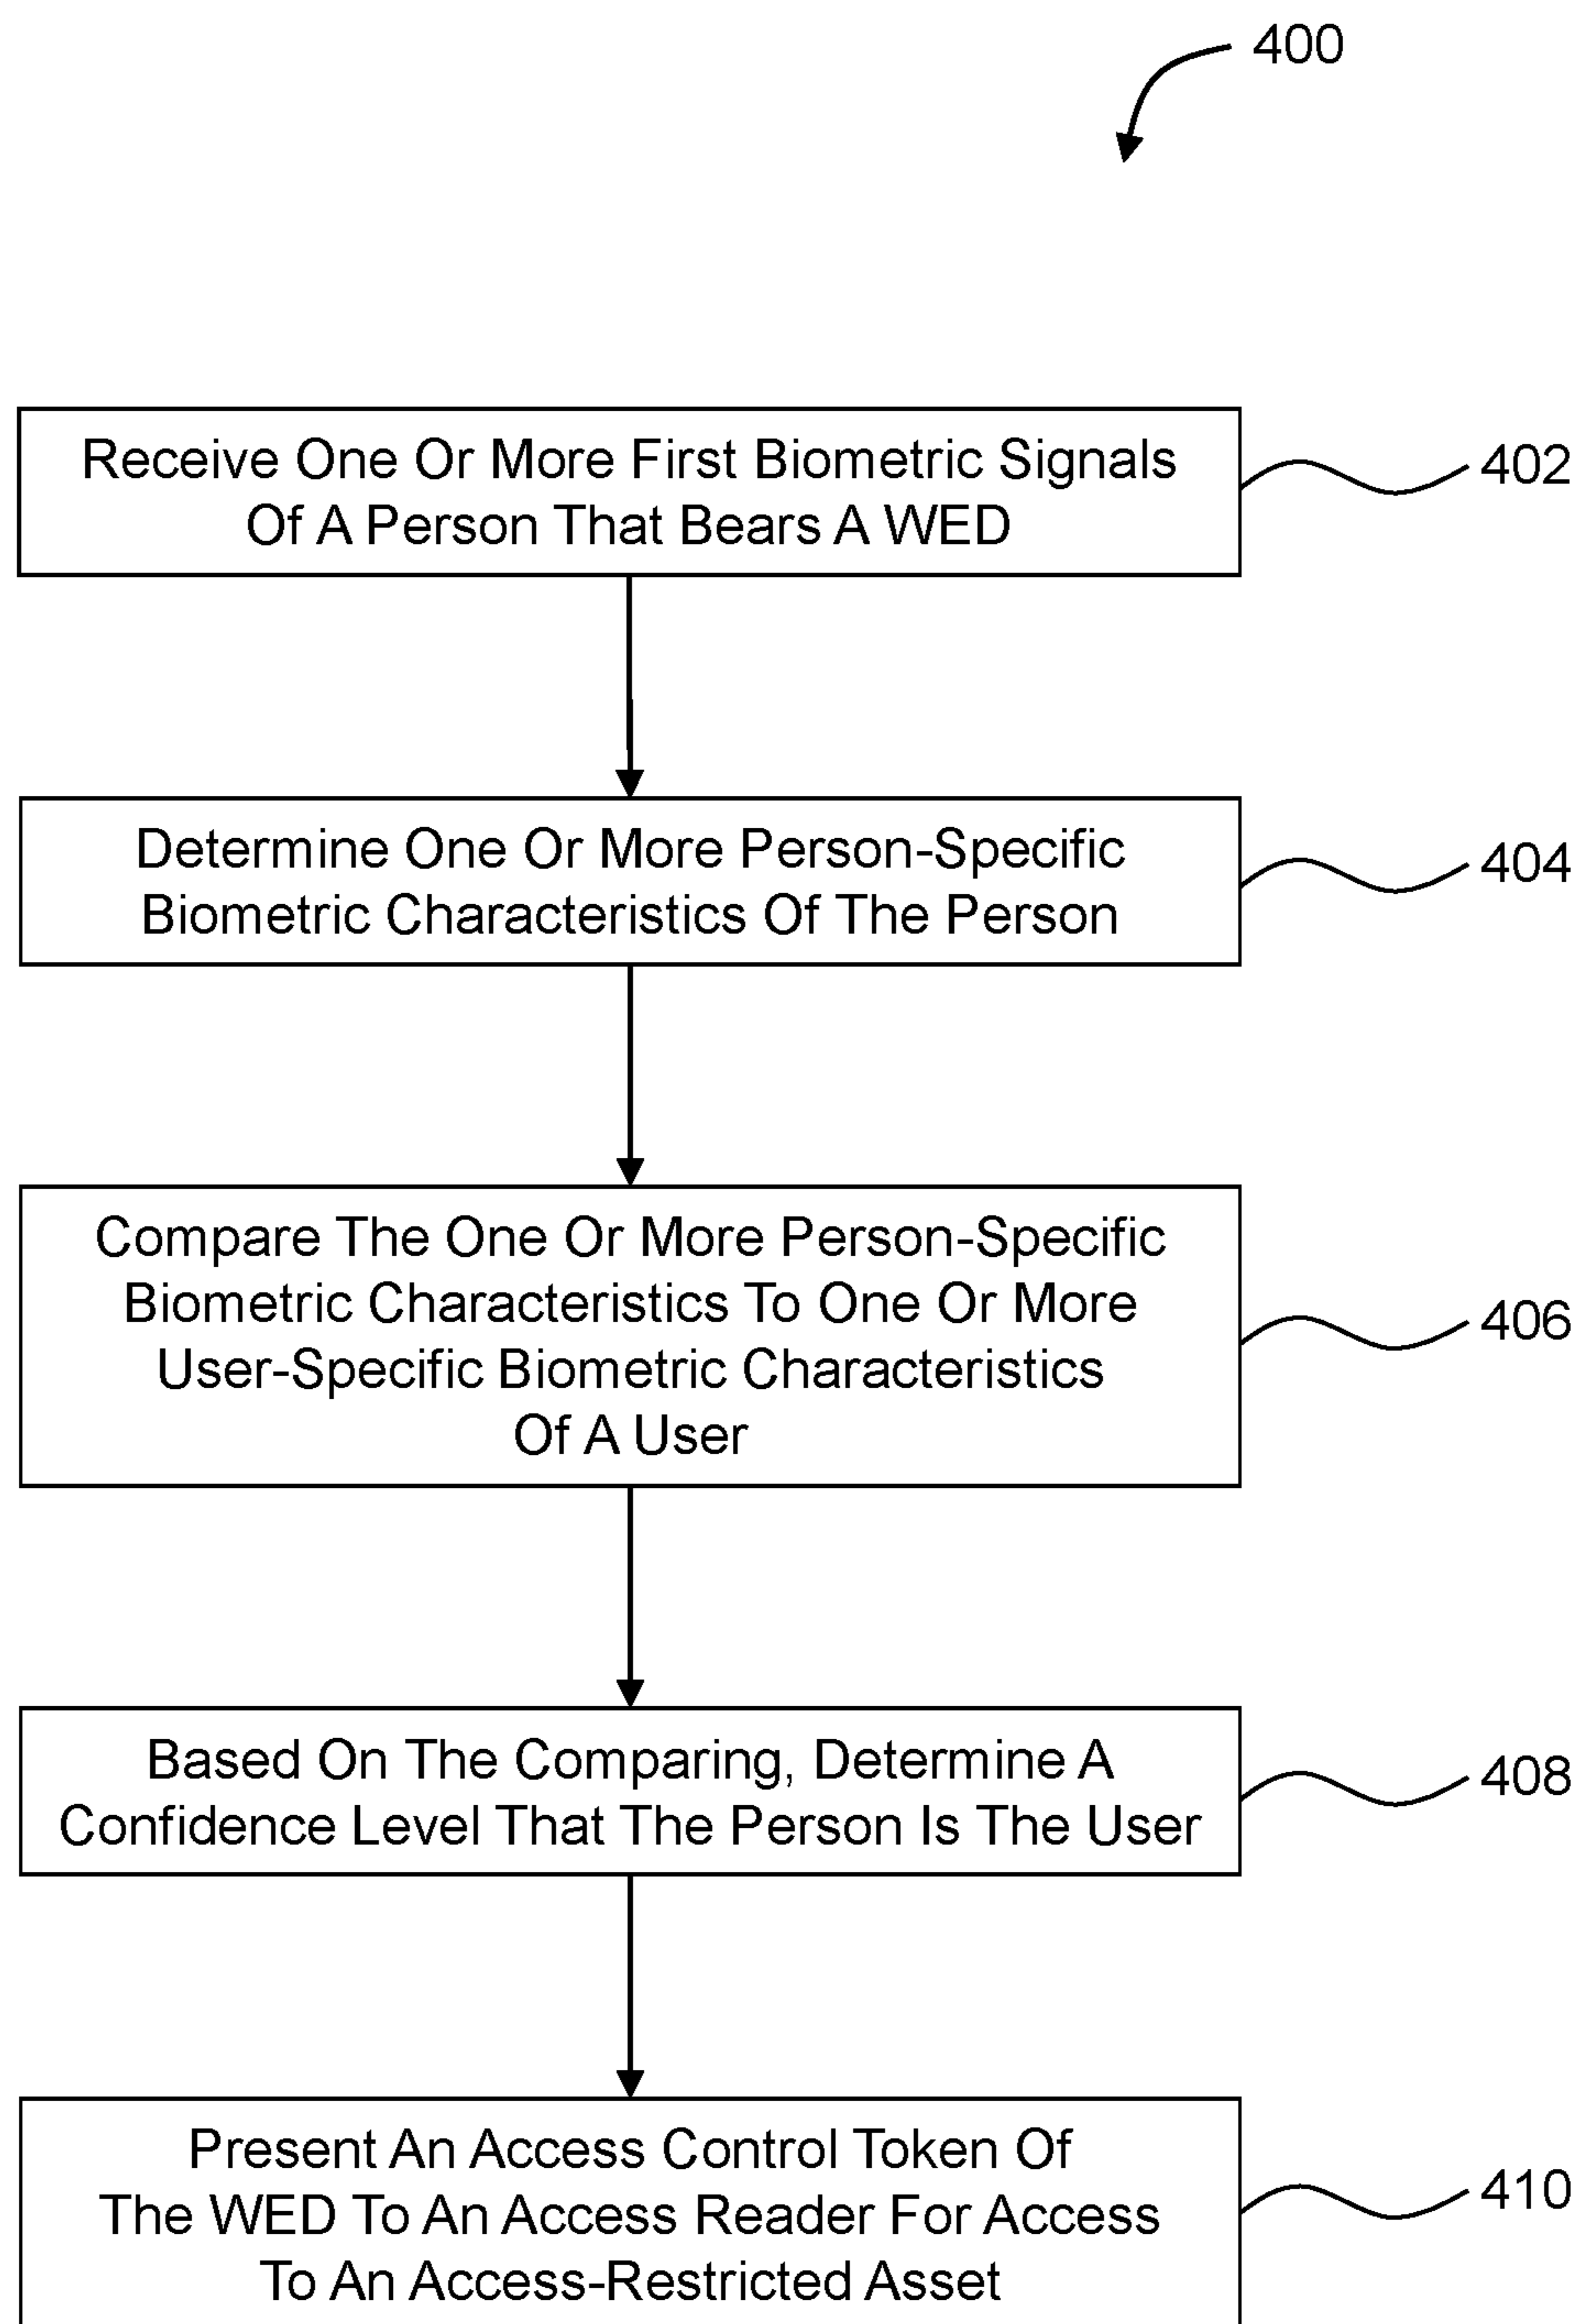 400
Receive One Or More First Biometric Signals
Of A Person That Bears A WED
402
Determine One Or More Person-Specific
Biometric Characteristics Of The Person
404
Compare The One Or More Person-Specific
Biometric Characteristics To One Or More
User-Specific Biometric Characteristics
Of A User
406
Based On The Comparing, Determine A
Confidence Level That The Person Is The User
408
Present An Access Control Token Of
The WED To An Access Reader For Access
To An Access-Restricted Asset
410